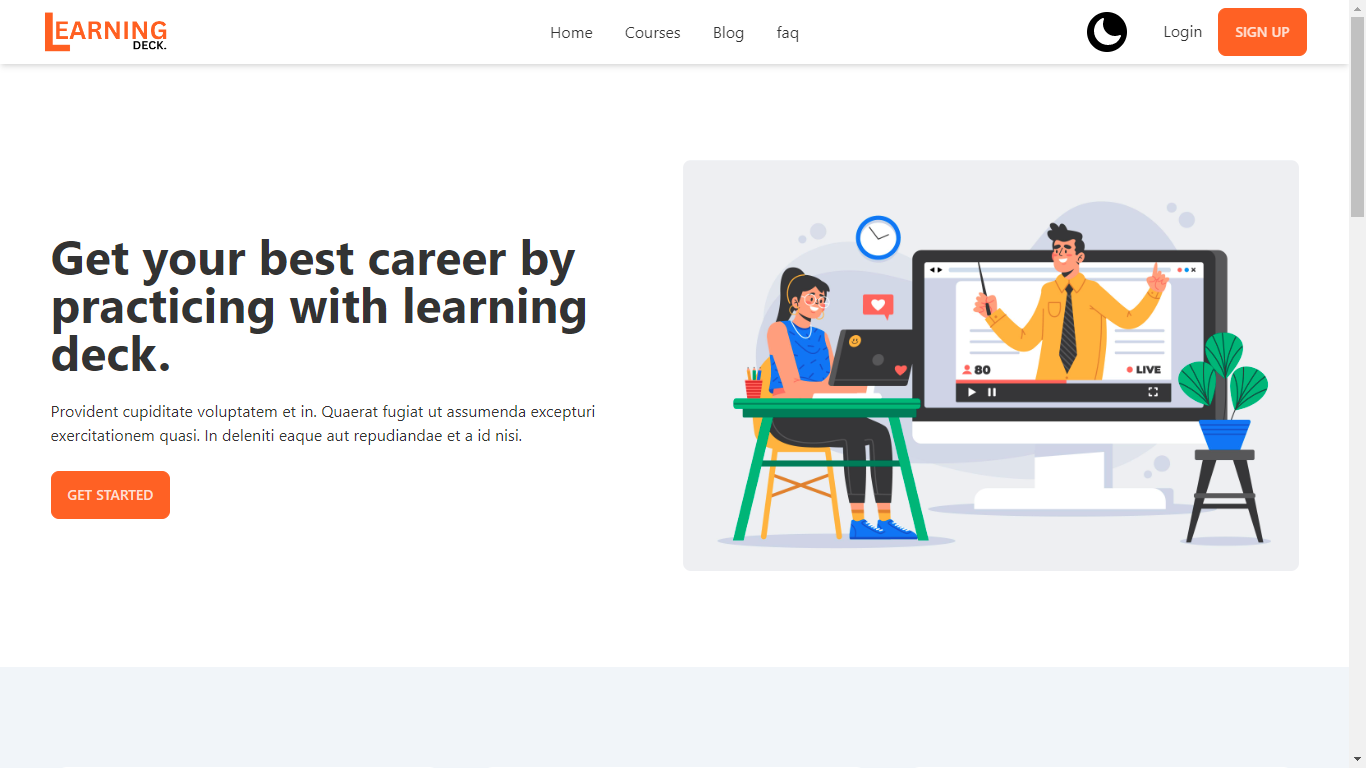 LEARNING
DECK.
Home
Courses
Blog
faq
Login
SIGN UP
Get your best career by
practicing with learning
deck.
Provident cupiditate voluptatem et in. Quaerat fugiat ut assumenda excepturi
exercitationem quasi. In deleniti eaque aut repudiandae et a id nisi.
GET STARTED
80
LIVE